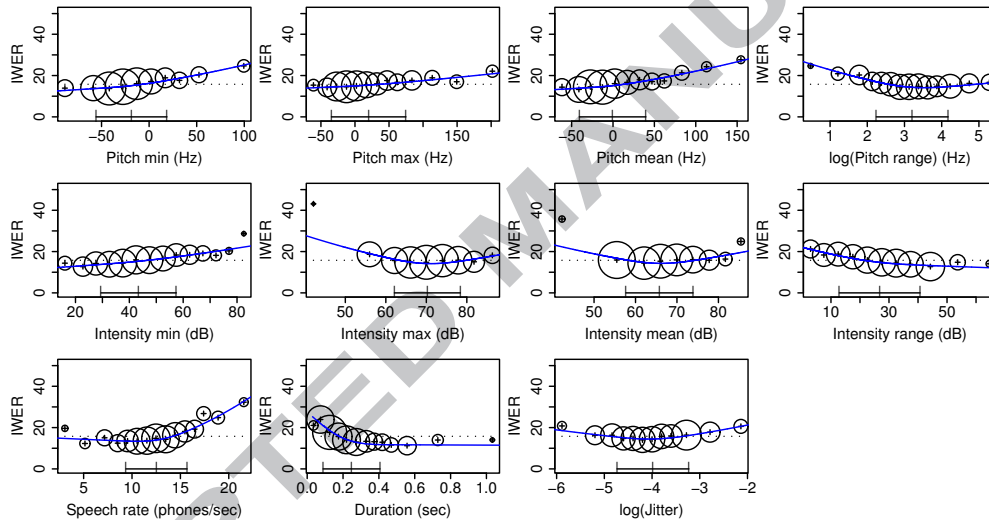 IWER 0 20 40
-50 0 50 100
Pitch min (Hz)
IWER 0 20 40
-50 0 50 100 150 200
Pitch max (Hz)
IWER 0 20 40
-50 0 50 100 150
Pitch mean (Hz)
IWER 0 20 40
1 2 3 4 5
log(Pitch range) (Hz)
IWER 0 20 40
20 30 40 50 60 70 80
Intensity min (dB)
IWER 0 20 40
50 60 70 80
Intensity max (dB)
IWER 0 20 40
50 60 70 80
Intensity mean (dB)
IWER 0 20 40
10 30 50
Intensity range (dB)
IWER 0 20 40
5 10 15 20
Speech rate (phones/sec)
IWER 0 20 40
0.0 0.2 0.4 0.6 0.8 1.0
Duration (sec)
IWER 0 20 40
−6 −5 −4 −3 −2
log(Jitter)
PTED MANU